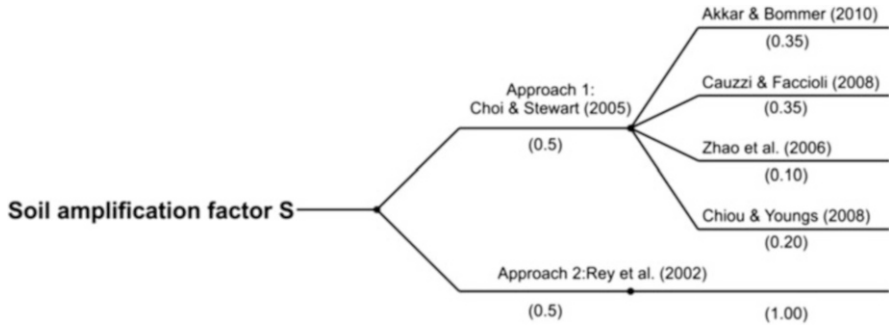 Akkar & Bommer (2010)
(0.35)
Approach 1:
Choi & Stewart (2005)
(0.5)
Cauzzi & Faccioli (2008)
(0.35)
Zhao et al. (2006)
(0.10)
Chiou & Youngs (2008)
(0.20)
Soil amplification factor S
Approach 2:Rey et al. (2002)
(0.5)
(1.00)